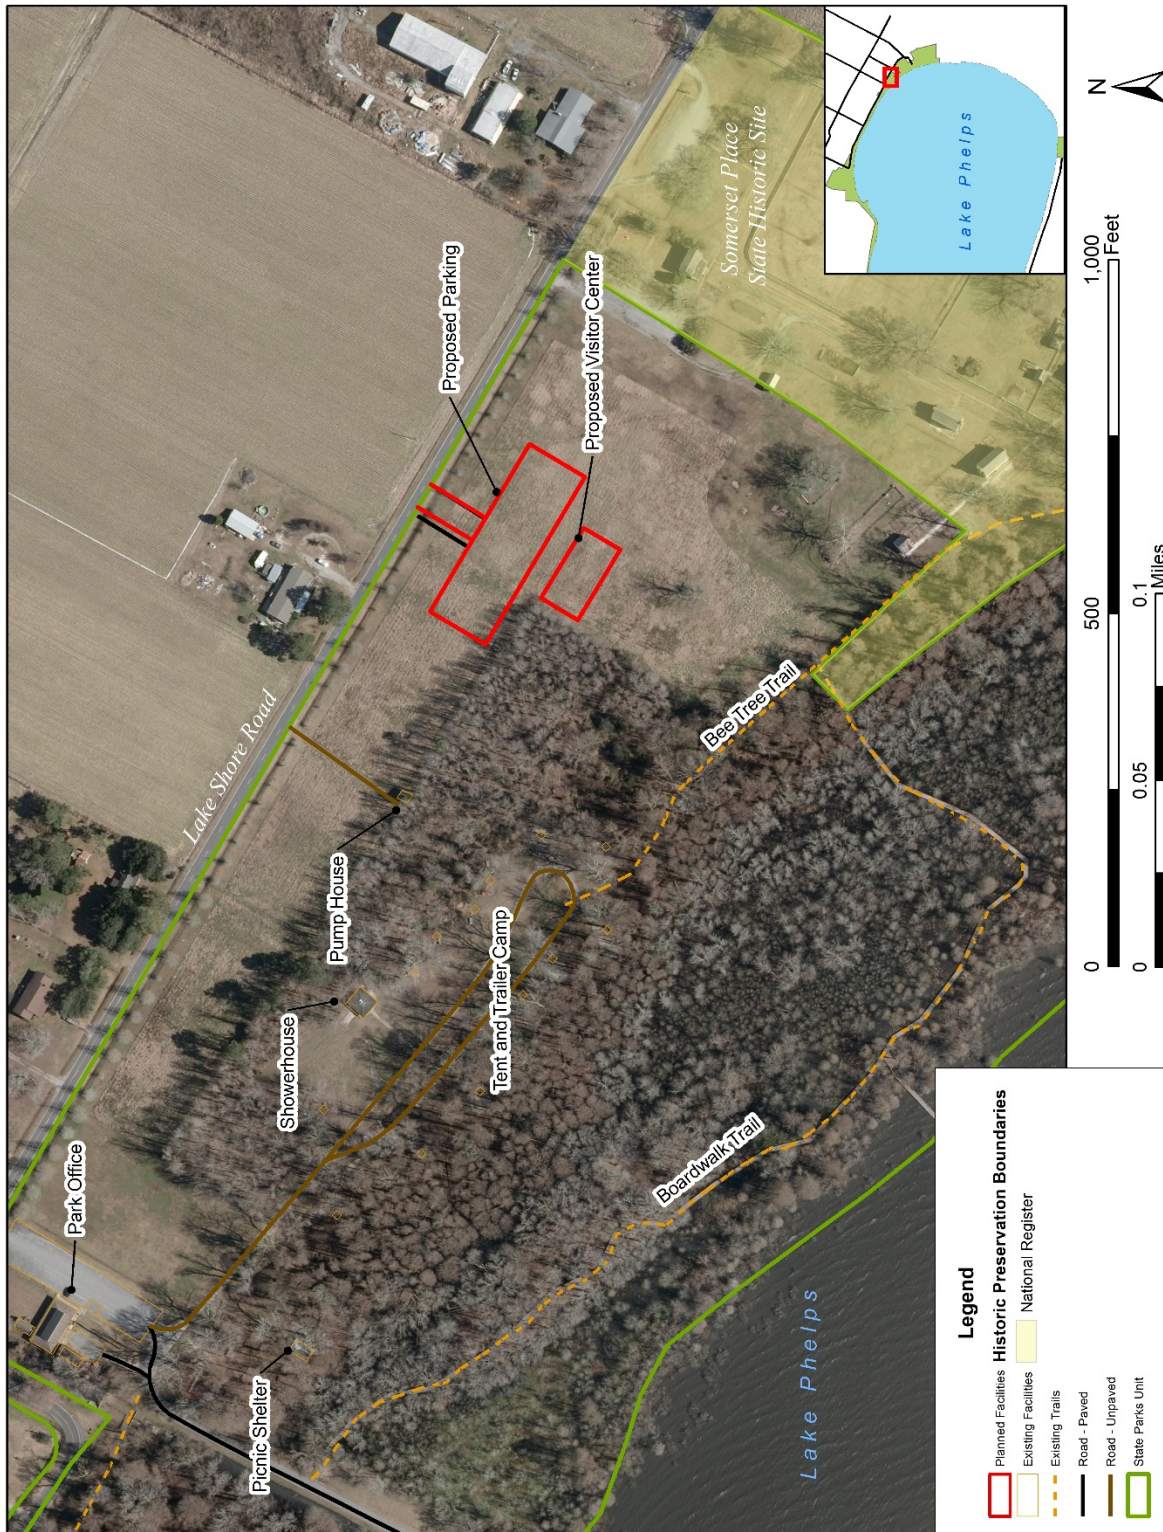 Park Office
Lake Shore Road
Showerhouse
Pump House
Proposed Parking
Proposed Visitor Center
Somerset Place
State Historic Site
Picnic Shelter
Tent and Trailer Camp
Bee Tree Trail
Boardwalk Trail
Lake Phelps
Lake Phelps
N
0
500
1,000
Feet
0
0.05
0.1
Miles
Legend
Planned Facilities
Existing Facilities
Existing Trails
Road - Paved
Road - Unpaved
State Parks Unit
Historic Preservation Boundaries
National Register